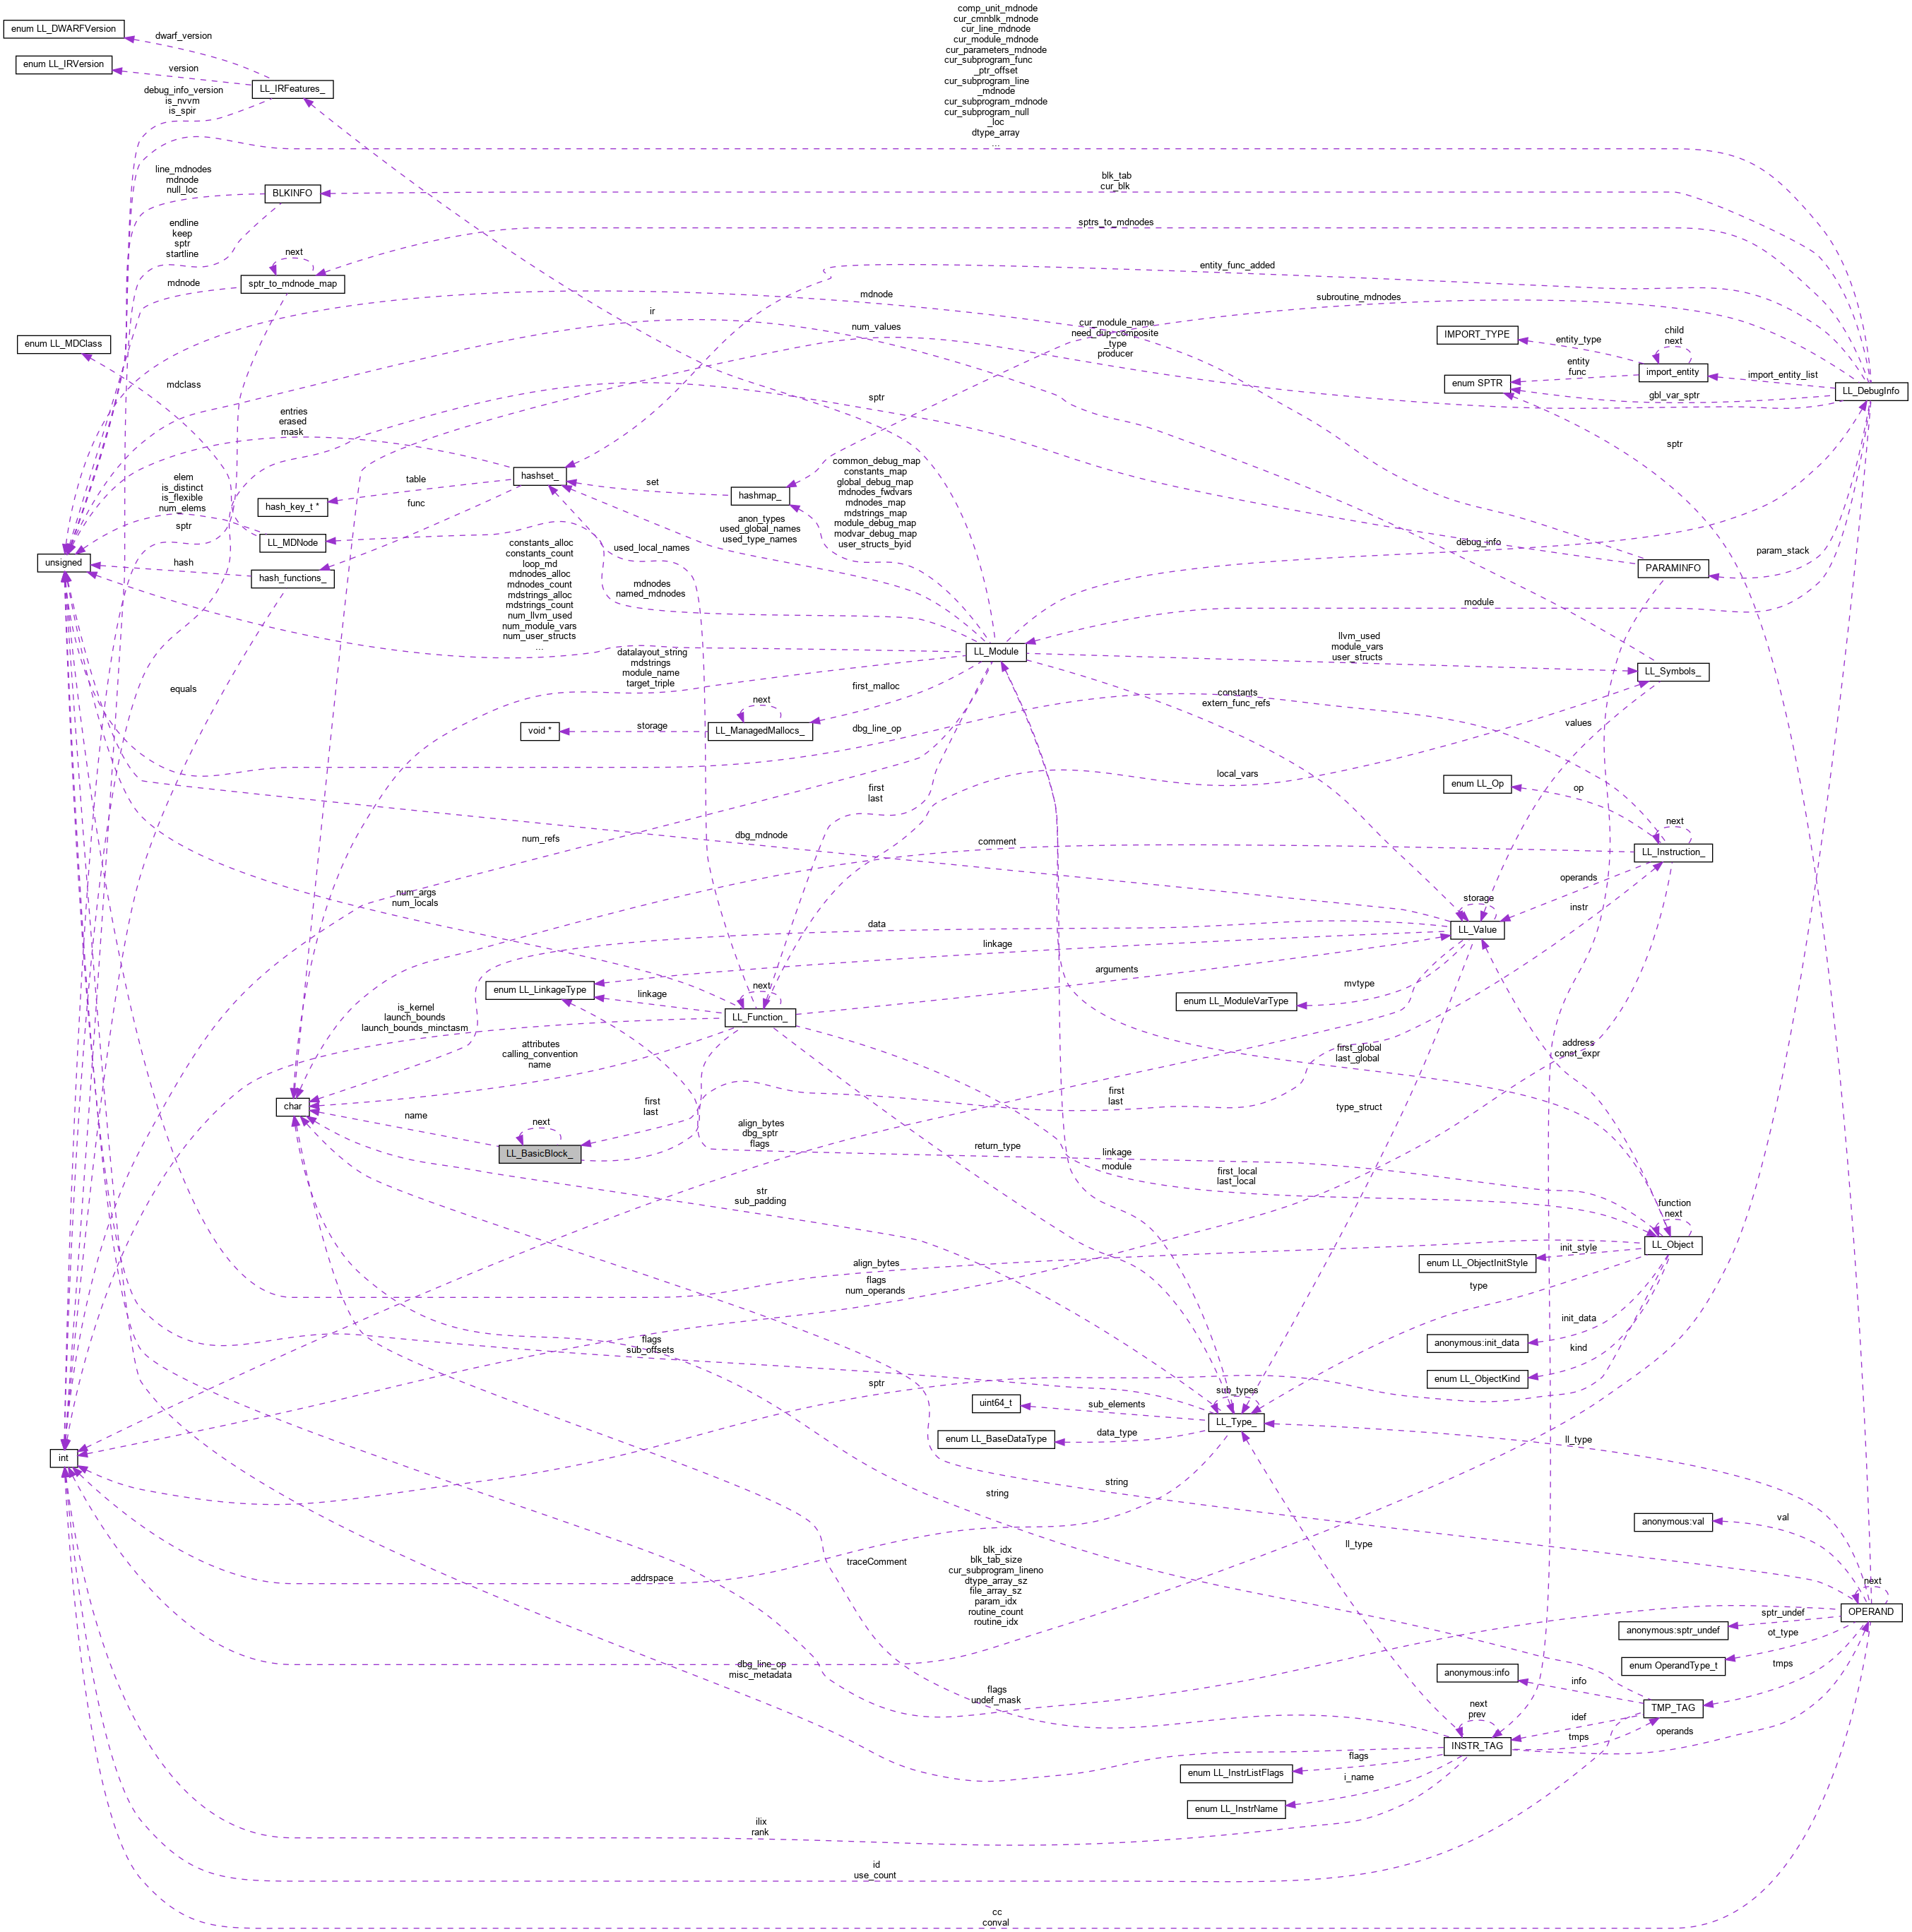 comp_unit_mdnode
cur_cmnblk_mdnode
cur_line_mdnode
cur_module_mdnode
cur_parameters_mdnode
cur_subprogram_func
_ptr_offset
cur_subprogram_line
_mdnode
cur_subprogram_mdnode
cur_subprogram_null
_loc
dtype_array
...
enum LL_DWARFVersion
dwarf_version
enum LL_IRVersion
version
LL_IRFeatures_
debug_info_version
is_nvvm
is_spir
line_mdnodes
mdnode
null_loc
BLKINFO
blk_tab
cur_blk
endline
keep
sptr
startline
sptrs_to_mdnodes
next
sptr_to_mdnode_map
mdnode
entity_func_added
mdnode
subroutine_mdnodes
ir
num_values
cur_module_name
need_dup_composite
_type
producer
IMPORT_TYPE
entity_type
child
next
enum LL_MDClass
mdclass
enum SPTR
entity
func
import_entity
import_entity_list
LL_DebugInfo
gbl_var_sptr
sptr
entries
erased
mask
sptr
hashset_
table
hash_key_t *
func
set
hashmap_
common_debug_map
constants_map
global_debug_map
mdnodes_fwdvars
mdnodes_map
mdstrings_map
module_debug_map
modvar_debug_map
user_structs_byid
elem
is_distinct
is_flexible
num_elems
sptr
LL_MDNode
anon_types
used_global_names
used_type_names
unsigned
hash
hash_functions_
constants_alloc
constants_count
loop_md
mdnodes_alloc
mdnodes_count
mdstrings_alloc
mdstrings_count
num_llvm_used
num_module_vars
num_user_structs
...
used_local_names
mdnodes
named_mdnodes
debug_info
PARAMINFO
param_stack
module
LL_Module
llvm_used
module_vars
user_structs
LL_Symbols_
datalayout_string
mdstrings
module_name
target_triple
equals
first_malloc
constants
extern_func_refs
next
void *
storage
LL_ManagedMallocs_
dbg_line_op
values
local_vars
enum LL_Op
op
first
last
next
num_refs
dbg_mdnode
comment
LL_Instruction_
operands
num_args
num_locals
storage
instr
data
LL_Value
linkage
arguments
enum LL_LinkageType
linkage
next
mvtype
enum LL_ModuleVarType
LL_Function_
is_kernel
launch_bounds
launch_bounds_minctasm
attributes
calling_convention
name
first_global
last_global
address
const_expr
char
name
first
last
first
last
type_struct
next
LL_BasicBlock_
align_bytes
dbg_sptr
flags
return_type
linkage
module
first_local
last_local
str
sub_padding
function
next
LL_Object
init_style
enum LL_ObjectInitStyle
align_bytes
flags
num_operands
type
init_data
anonymous:init_data
kind
enum LL_ObjectKind
flags
sub_offsets
sptr
sub_types
uint64_t
sub_elements
LL_Type_
enum LL_BaseDataType
data_type
int
ll_type
string
string
val
anonymous:val
ll_type
blk_idx
blk_tab_size
cur_subprogram_lineno
dtype_array_sz
file_array_sz
param_idx
routine_count
routine_idx
traceComment
addrspace
next
OPERAND
sptr_undef
anonymous:sptr_undef
ot_type
enum OperandType_t
tmps
dbg_line_op
misc_metadata
anonymous:info
info
flags
undef_mask
next
prev
TMP_TAG
idef
tmps
operands
INSTR_TAG
flags
enum LL_InstrListFlags
i_name
enum LL_InstrName
ilix
rank
id
use_count
cc
conval